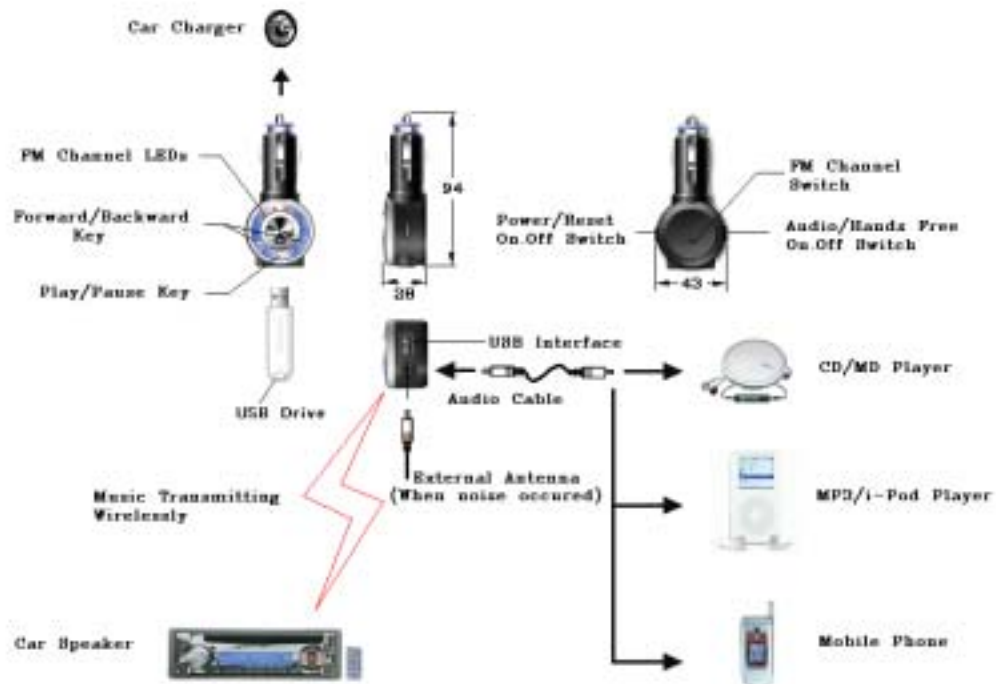 Car Charger
FM Channel LEDs
Forward/Backward
Key
Play/Pause Key
94
28
FM Channel
Switch
Power/Reset
On.Off Switch
Audio/Hands Free
On.Off Switch
43
USB Drive
USB Interface
Audio Cable
CD/MD Player
External Antenna
(When noise occured)
Music Transmitting
Wirelessly
MP3/i-Pod Player
Car Speaker
Mobile Phone